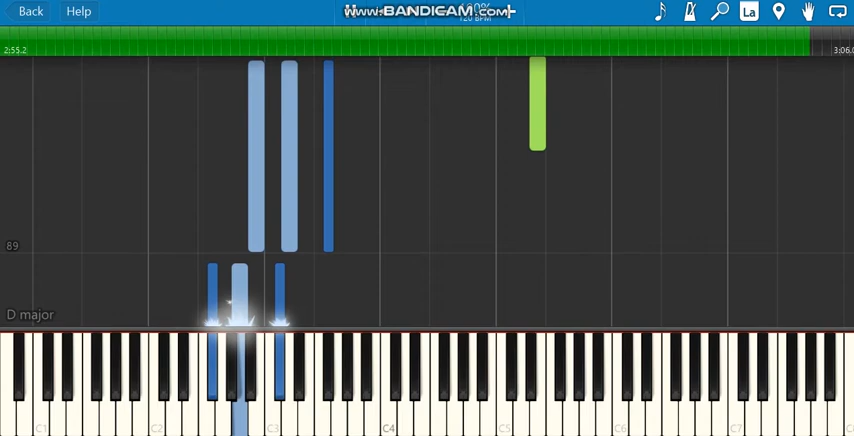 Back
Help
www.BANDICAM.com
120 BPM
La
2:55.2
3:06.0
89
D major
C1
C2
C3
C4
C5
C6
C7